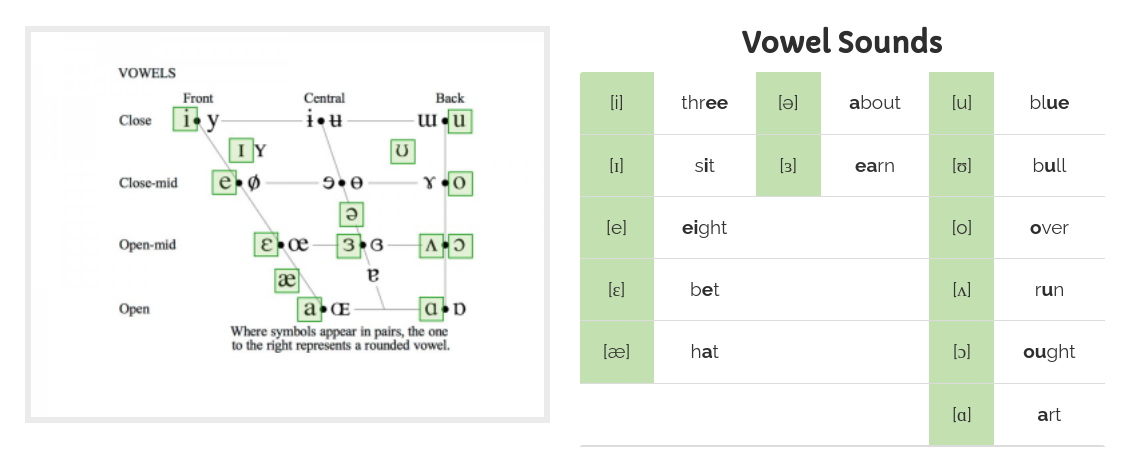 VOWELS
Front Central Back
Close i y ɨ ʉ ɯ u
ɪ ʏ ʊ
Close-mid e ø ɘ ɵ ɤ o
ə
Open-mid ɛ œ ɜ ɞ ʌ ɔ
æ ɐ
Open a ɶ ɑ ɒ
Where symbols appear in pairs, the one
to the right represents a rounded vowel.
Vowel Sounds
[i] three [ə] about [u] blue
[ɪ] sit [ɜ] earn [ʊ] bull
[e] eight [o] over
[ɛ] bet [ʌ] run
[æ] hat [ɔ] ought
[ɑ] art